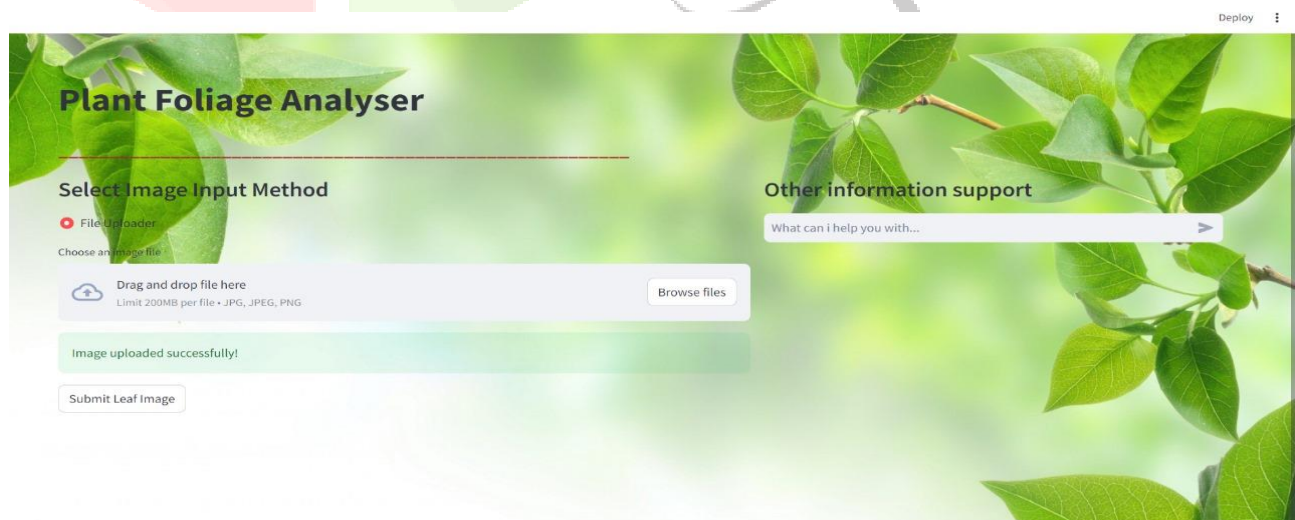 Deploy
Plant Foliage Analyser
Select Image Input Method
File Uploader
Choose an image file
Drag and drop file here
Limit 200MB per file • JPG, JPEG, PNG
Browse files
Image uploaded successfully!
Submit Leaf Image
Other information support
What can i help you with...